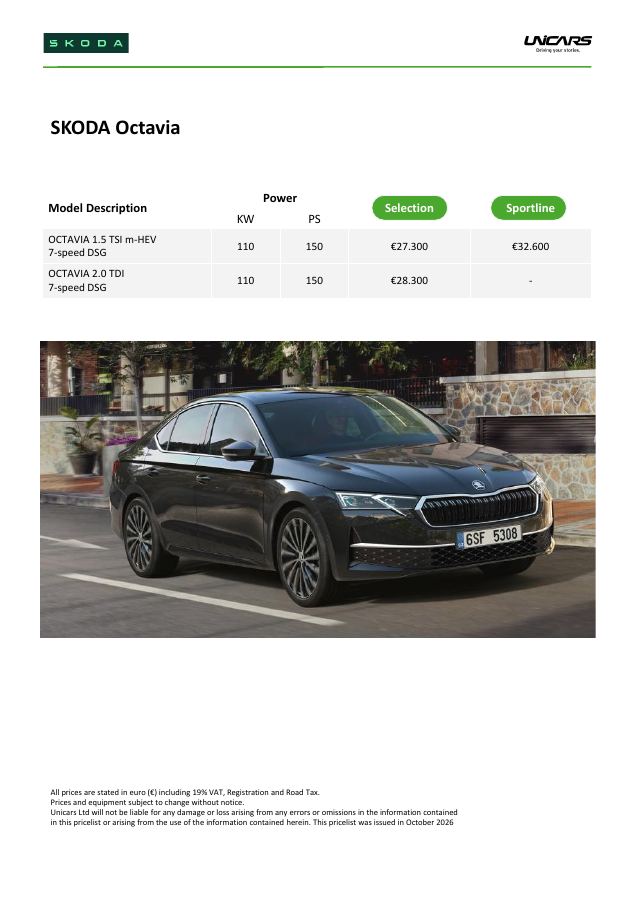 SKODA
UNICARS
Driving your stories.
SKODA Octavia
Model Description
Power
KW
PS
Selection
Sportline
OCTAVIA 1.5 TSI m-HEV
7-speed DSG
110
150
€27.300
€32.600
OCTAVIA 2.0 TDI
7-speed DSG
110
150
€28.300
-
6SF 5308
All prices are stated in euro (€) including 19% VAT, Registration and Road Tax.
Prices and equipment subject to change without notice.
Unicars Ltd will not be liable for any damage or loss arising from any errors or omissions in the information contained
in this pricelist or arising from the use of the information contained herein. This pricelist was issued in October 2026